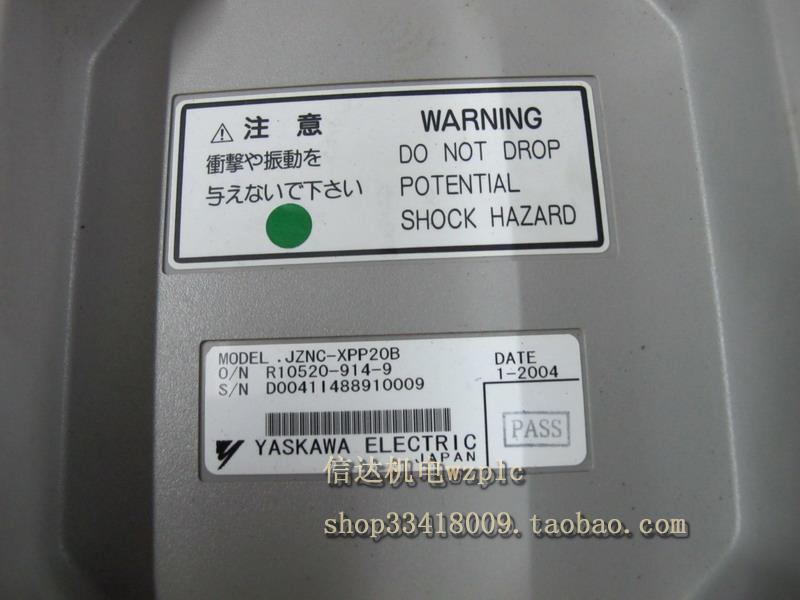 ⚠ 注 意
衝撃や振動を
与えないで下さい
WARNING
DO NOT DROP
POTENTIAL
SHOCK HAZARD
MODEL .JZNC-XPP20B
O/N R10520-914-9
S/N D0041I488910009
DATE
1-2004
PASS
YASKAWA ELECTRIC
JAPAN
信达机电wzplc
shop33418009.taobao.com